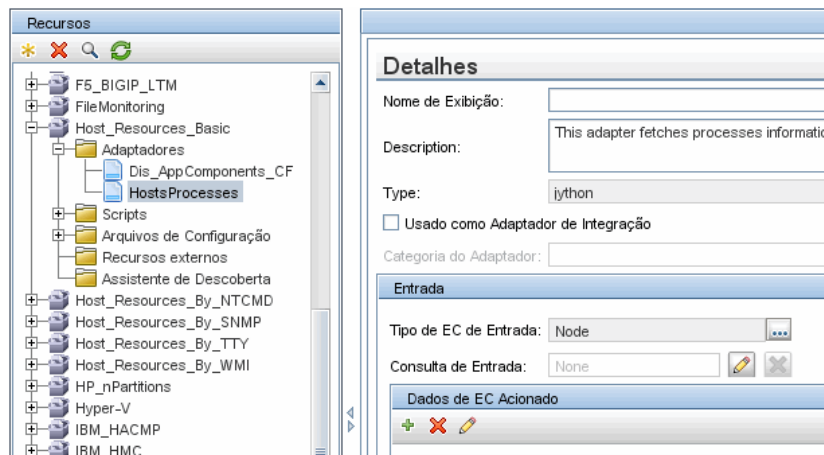 Recursos
F5_BIGIP_LTM
FileMonitoring
Host_Resources_Basic
Adaptadores
Dis_AppComponents_CF
HostsProcesses
Scripts
Arquivos de Configuração
Recursos externos
Assistente de Descoberta
Host_Resources_By_NTCMD
Host_Resources_By_SNMP
Host_Resources_By_TTY
Host_Resources_By_WMI
HP_nPartitions
Hyper-V
IBM_HACMP
IBM_HMC
Detalhes
Nome de Exibição:
Description:
This adapter fetches processes informatic
Type:
jython
Usado como Adaptador de Integração
Categoria do Adaptador:
Entrada
Tipo de EC de Entrada:
Node
...
Consulta de Entrada:
None
Dados de EC Acionado